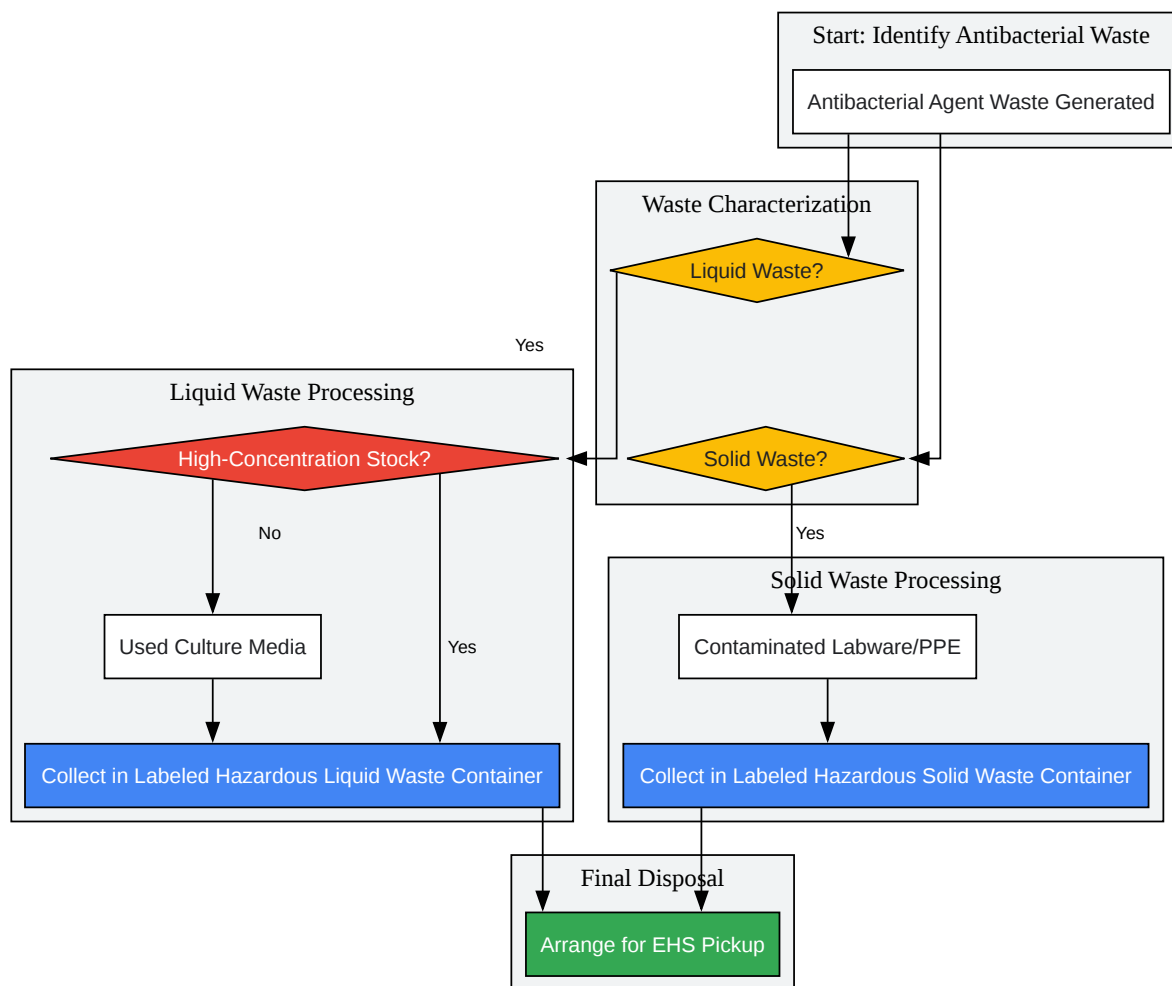 Start: Identify Antibacterial Waste
Antibacterial Agent Waste Generated
Waste Characterization
Liquid Waste?
Yes
Liquid Waste Processing
High-Concentration Stock?
Solid Waste?
No
Yes
Solid Waste Processing
Used Culture Media
Yes
Contaminated Labware/PPE
Collect in Labeled Hazardous Liquid Waste Container
Collect in Labeled Hazardous Solid Waste Container
Final Disposal
Arrange for EHS Pickup